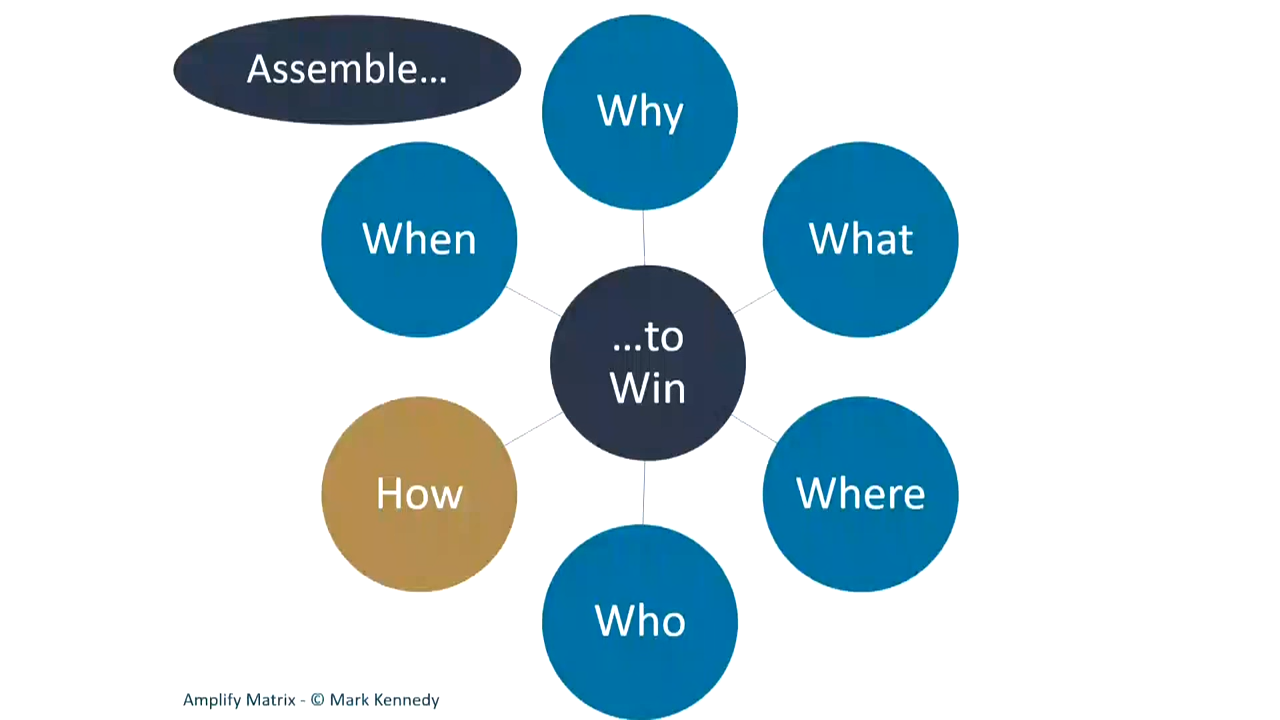 Assemble…
Why
When
What
…to
Win
How
Where
Who
Amplify Matrix - © Mark Kennedy